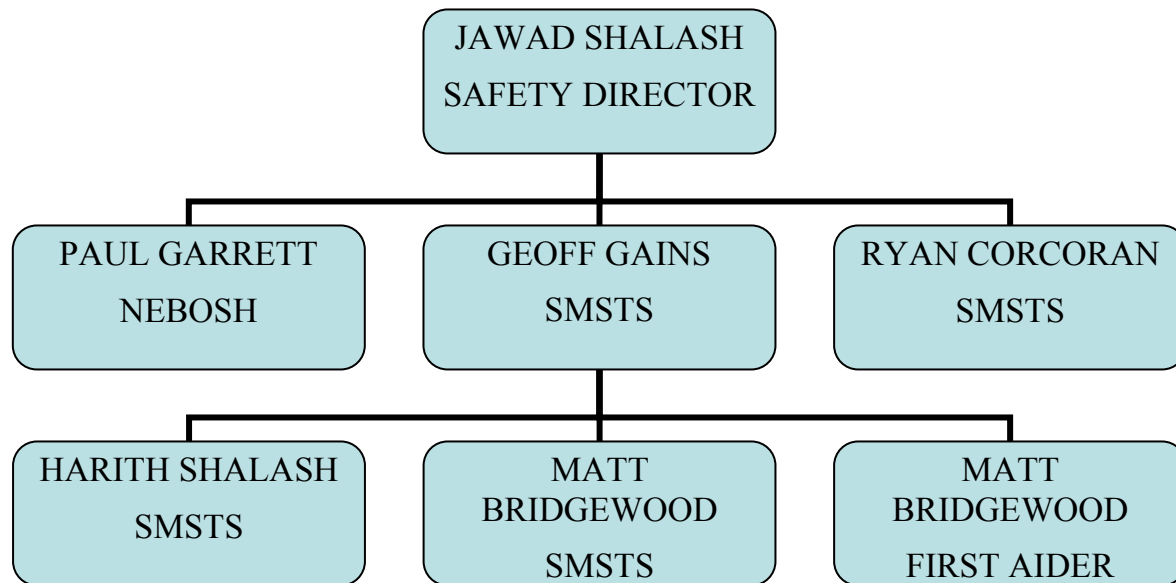 JAWAD SHALASH
SAFETY DIRECTOR
PAUL GARRETT
NEBOSH
GEOFF GAINS
SMSTS
RYAN CORCORAN
SMSTS
HARITH SHALASH
SMSTS
MATT
BRIDGEWOOD
SMSTS
MATT
BRIDGEWOOD
FIRST AIDER